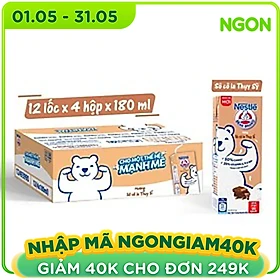 01.05 - 31.05
NGON
Sô cô la Thụy Sỹ
12 lốc x 4 hộp x 180 ml
Nestlé
CHO MỘT THẾ HỆ
MẠNH MẼ
NHẬP MÃ NGONGIAM40K
GIẢM 40K CHO ĐƠN 249K